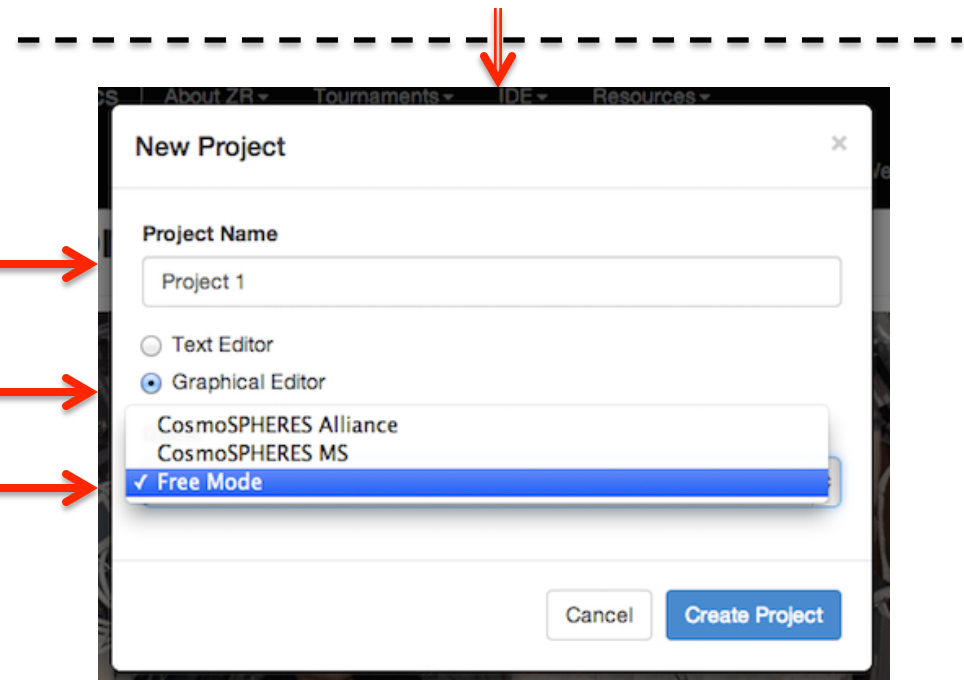 cs | About ZR Tournaments IDE Resources
New Project ×
Project Name
Project 1
Text Editor
Graphical Editor
CosmoSPHERES Alliance
CosmoSPHERES MS
✓ Free Mode
Cancel Create Project